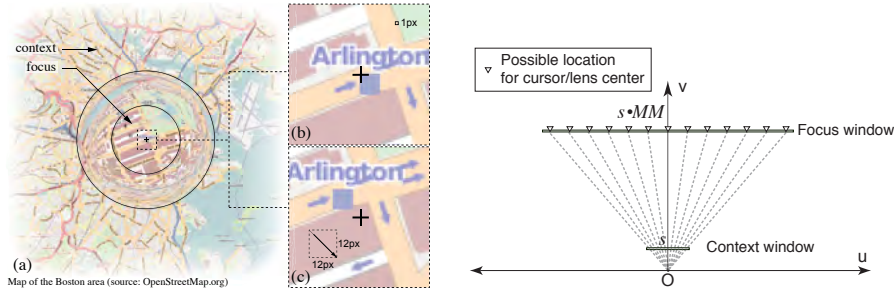 context
focus
(a)
Map of the Boston area (source: OpenStreetMap.org)
1px
Arlington
(b)
Arlington
12px
12px
(c)
Possible location
for cursor/lens center
v
s•MM
Focus window
s
Context window
u
O